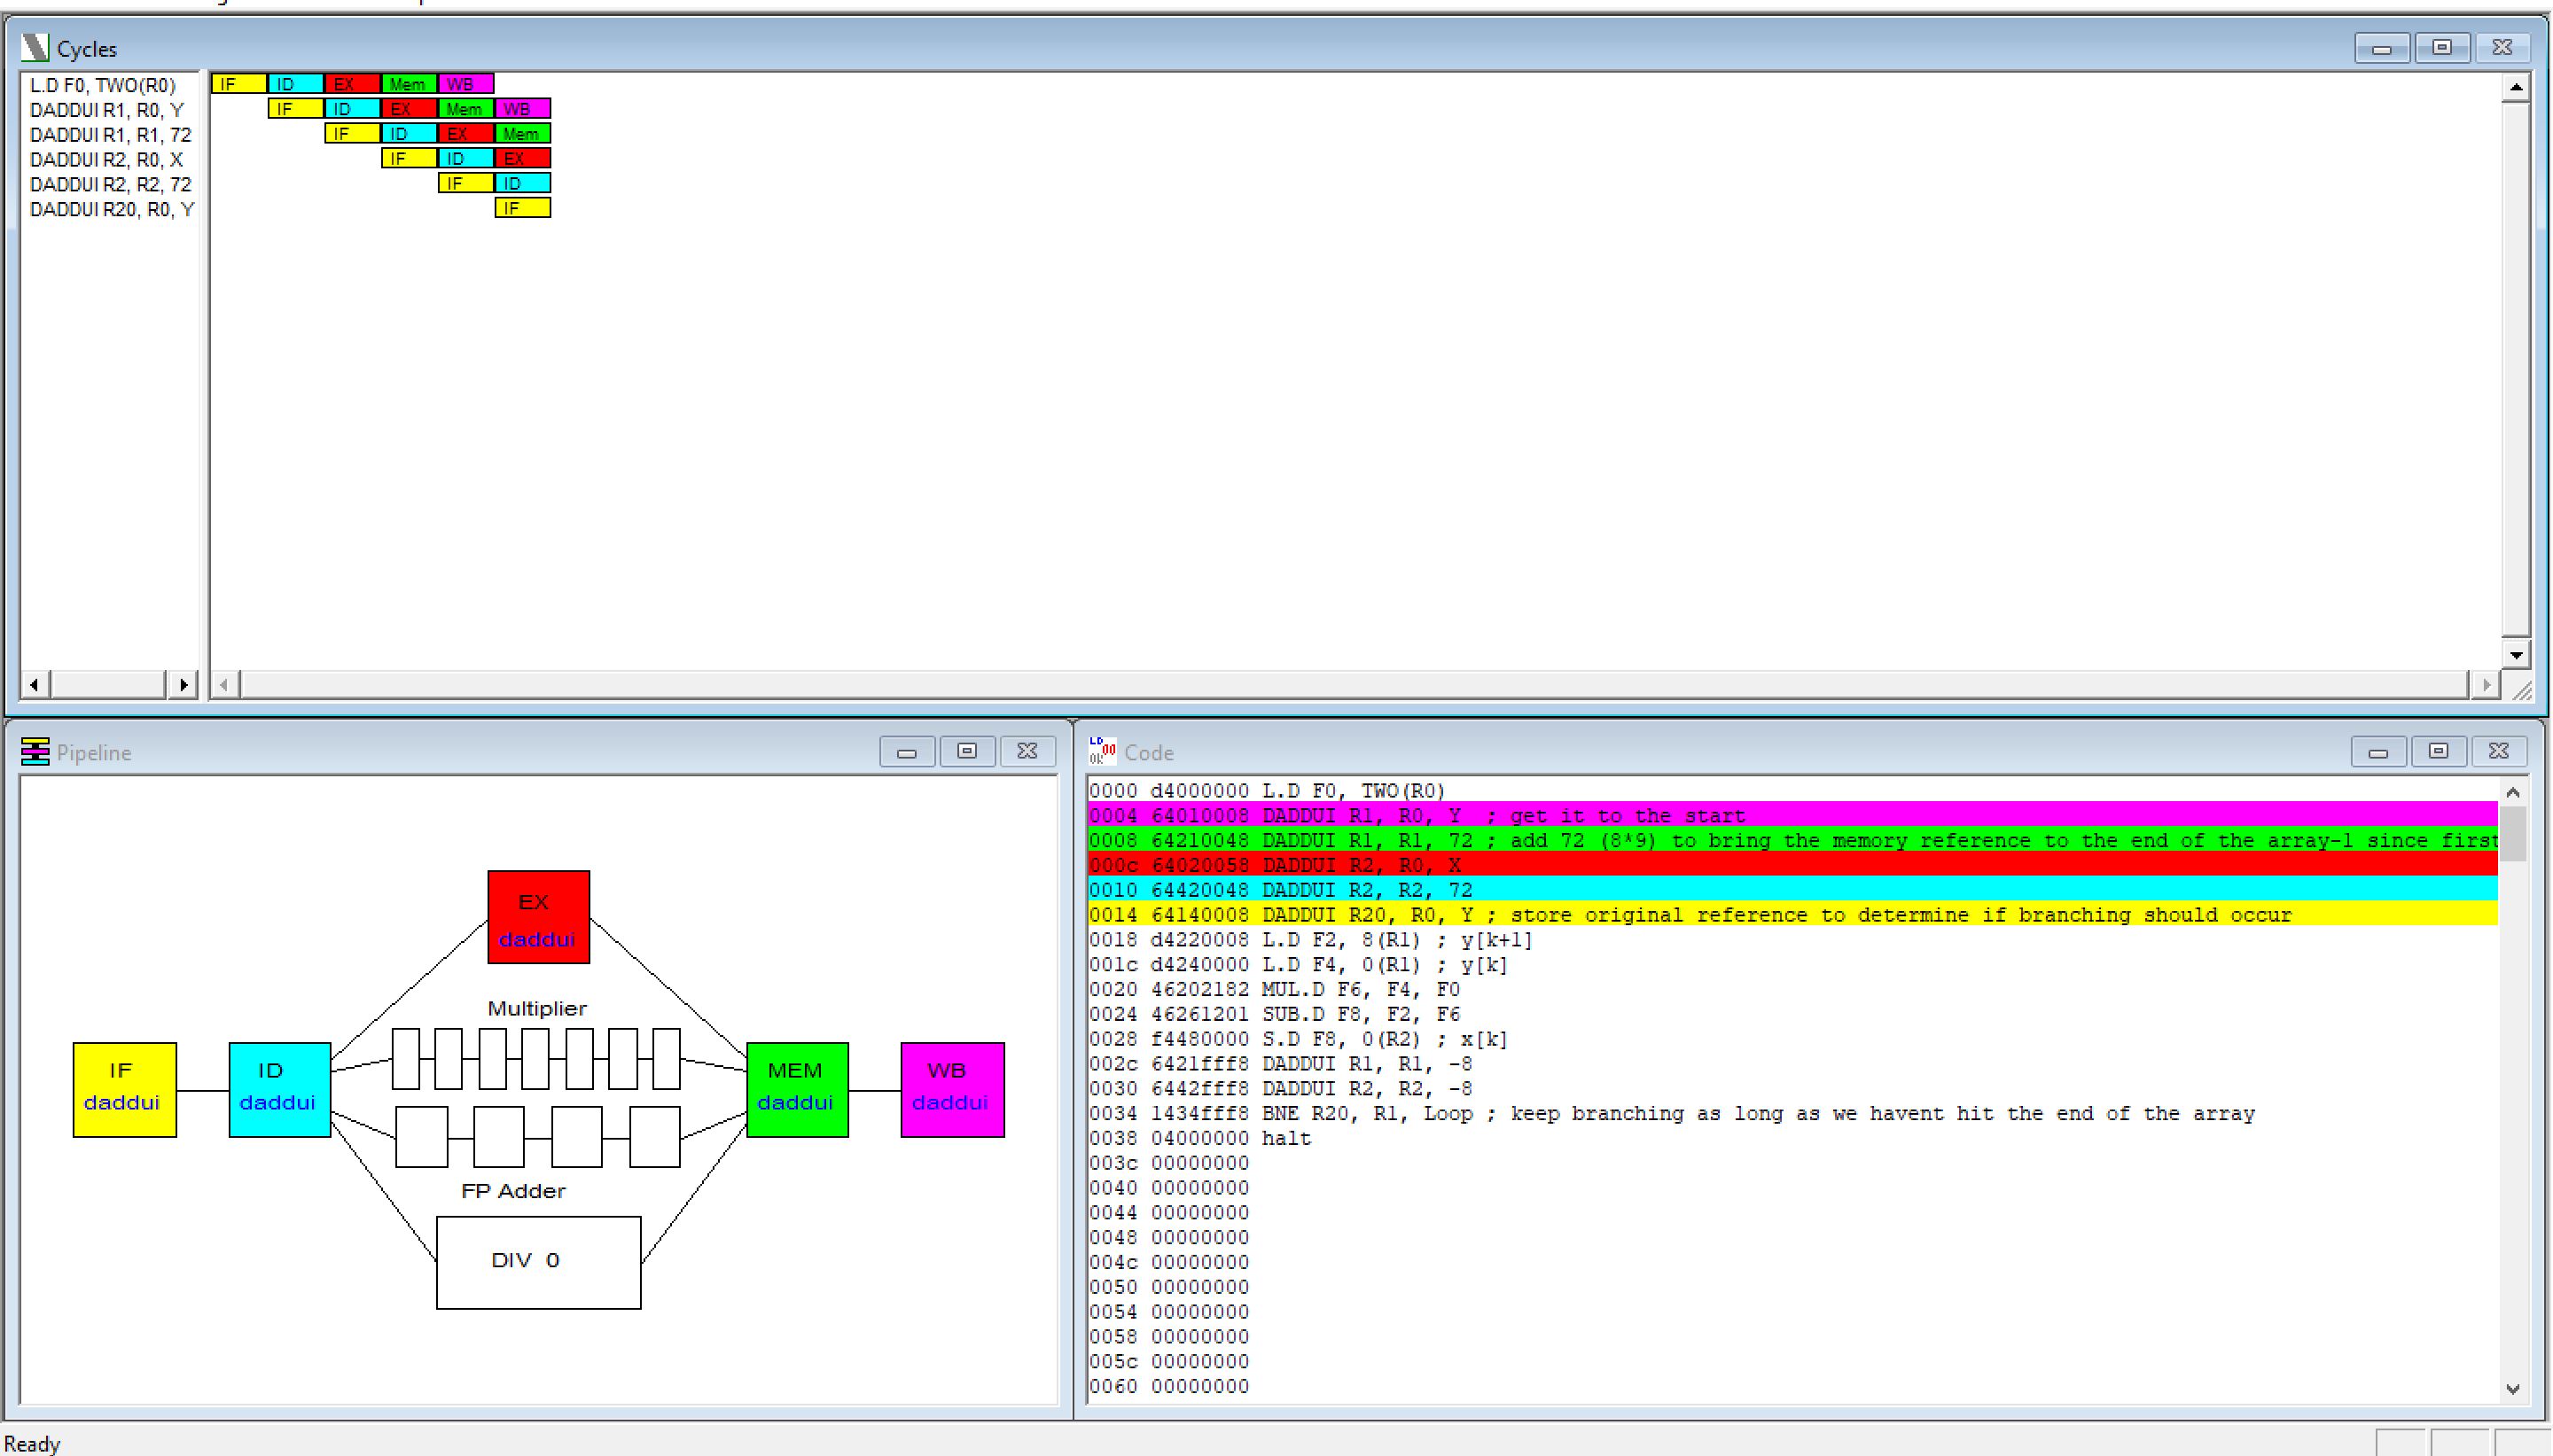 Cycles
L.D F0, TWO(R0)
IF ID EX Mem WB
DADDUI R1, R0, Y
IF ID EX Mem WB
DADDUI R1, R1, 72
IF ID EX Mem
DADDUI R2, R0, X
IF ID EX
DADDUI R2, R2, 72
IF ID
DADDUI R20, R0, Y
IF
Pipeline
EX
daddui
Multiplier
IF
daddui
ID
daddui
MEM
daddui
WB
daddui
FP Adder
DIV 0
Code
0000 d4000000 L.D F0, TWO(R0)
0004 64010008 DADDUI R1, R0, Y ; get it to the start
0008 64210048 DADDUI R1, R1, 72 ; add 72 (8*9) to bring the memory reference to the end of the array-1 since first
000c 64020058 DADDUI R2, R0, X
0010 64420048 DADDUI R2, R2, 72
0014 64140008 DADDUI R20, R0, Y ; store original reference to determine if branching should occur
0018 d4220008 L.D F2, 8(R1) ; y[k+1]
001c d4240000 L.D F4, 0(R1) ; y[k]
0020 46202182 MUL.D F6, F4, F0
0024 46261201 SUB.D F8, F2, F6
0028 f4480000 S.D F8, 0(R2) ; x[k]
002c 6421fff8 DADDUI R1, R1, -8
0030 6442fff8 DADDUI R2, R2, -8
0034 1434fff8 BNE R20, R1, Loop ; keep branching as long as we havent hit the end of the array
0038 04000000 halt
003c 00000000
0040 00000000
0044 00000000
0048 00000000
004c 00000000
0050 00000000
0054 00000000
0058 00000000
005c 00000000
0060 00000000
Ready